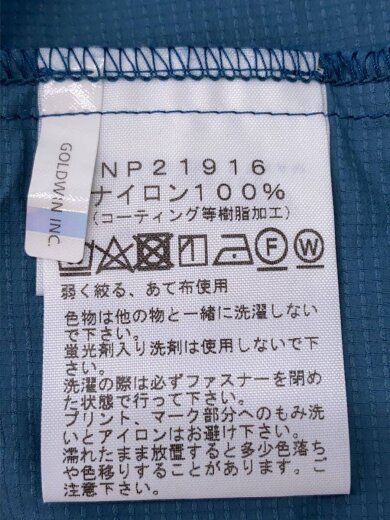 GOLDWIN INC.
NP21916
ナイロン100%
(コーティング等樹脂加工)
F W
弱く絞る、あて布使用
色物は他の物と一緒に洗濯しない
で下さい。
蛍光剤入り洗剤は使用しないで下
さい。
洗濯の際は必ずファスナーを閉め
た状態で行って下さい。
プリント、マーク部分へのもみ洗
いとアイロンはお避け下さい。
濡れたまま放置すると多少色落ち
や色移りすることがあります。ご
注意下さい。